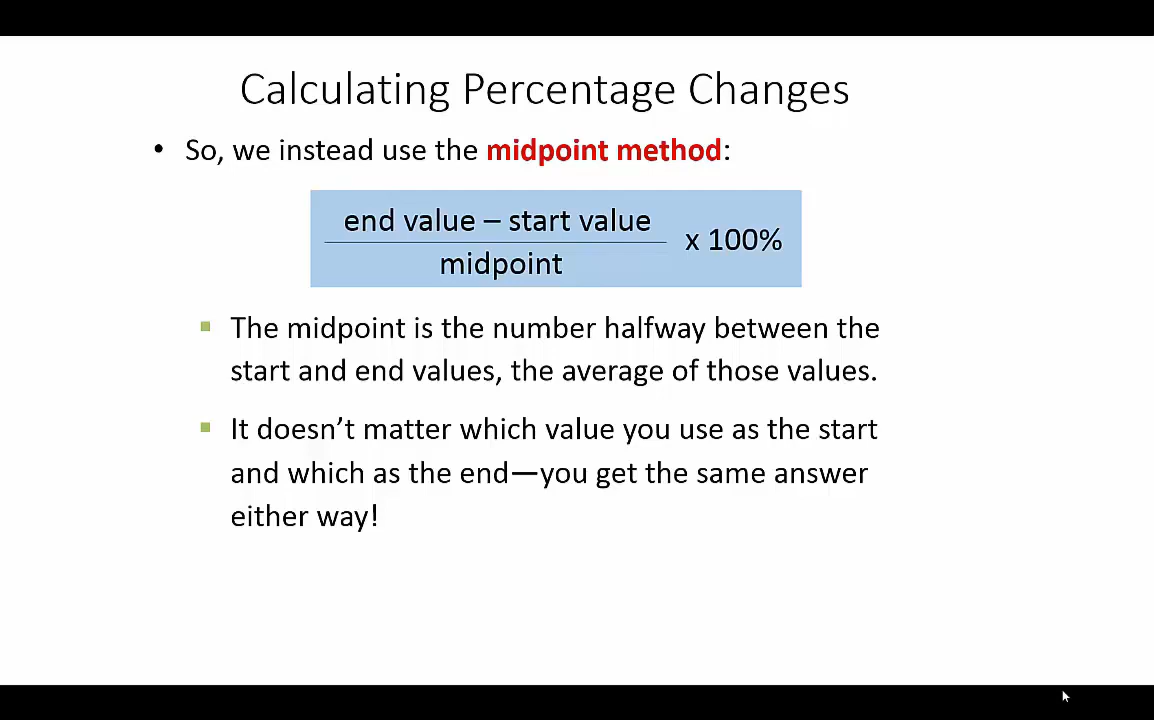 Calculating Percentage Changes
• So, we instead use the midpoint method:
end value – start value
x 100%
midpoint
▪ The midpoint is the number halfway between the
start and end values, the average of those values.
▪ It doesn’t matter which value you use as the start
and which as the end—you get the same answer
either way!